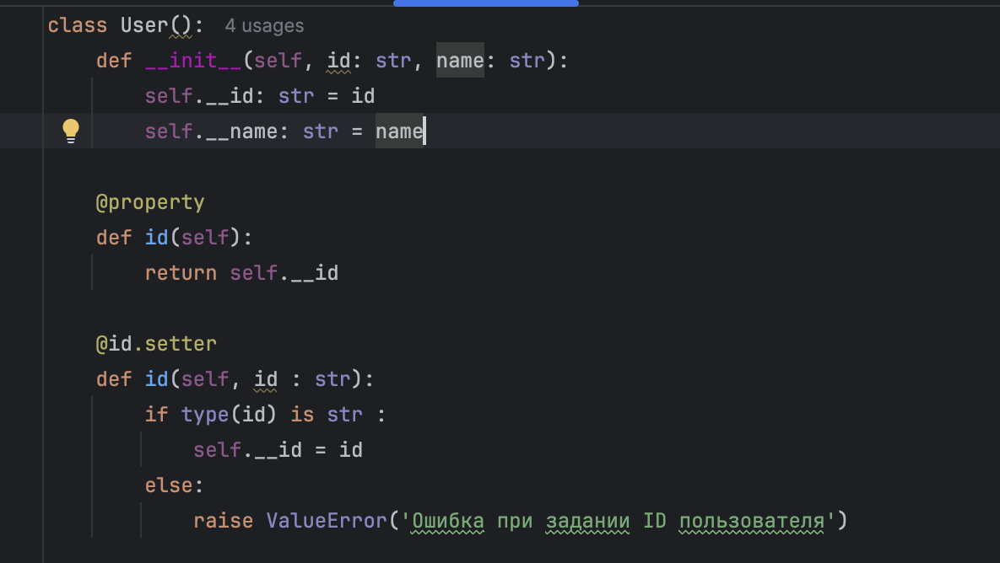 class User(): 4 usages
def __init__(self, id: str, name: str):
self.__id: str = id
self.__name: str = name
@property
def id(self):
return self.__id
@id.setter
def id(self, id : str):
if type(id) is str :
self.__id = id
else:
raise ValueError('Ошибка при задании ID пользователя')